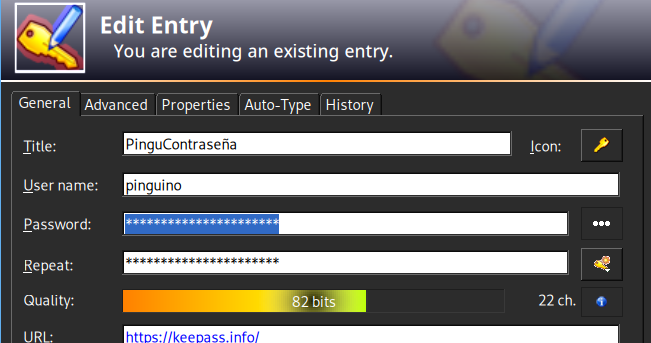 Edit Entry
You are editing an existing entry.
General Advanced Properties Auto-Type History
Title: PinguContraseña Icon:
User name: pinguino
Password: **********************
Repeat: **********************
Quality: 82 bits 22 ch.
URL: https://keepass.info/